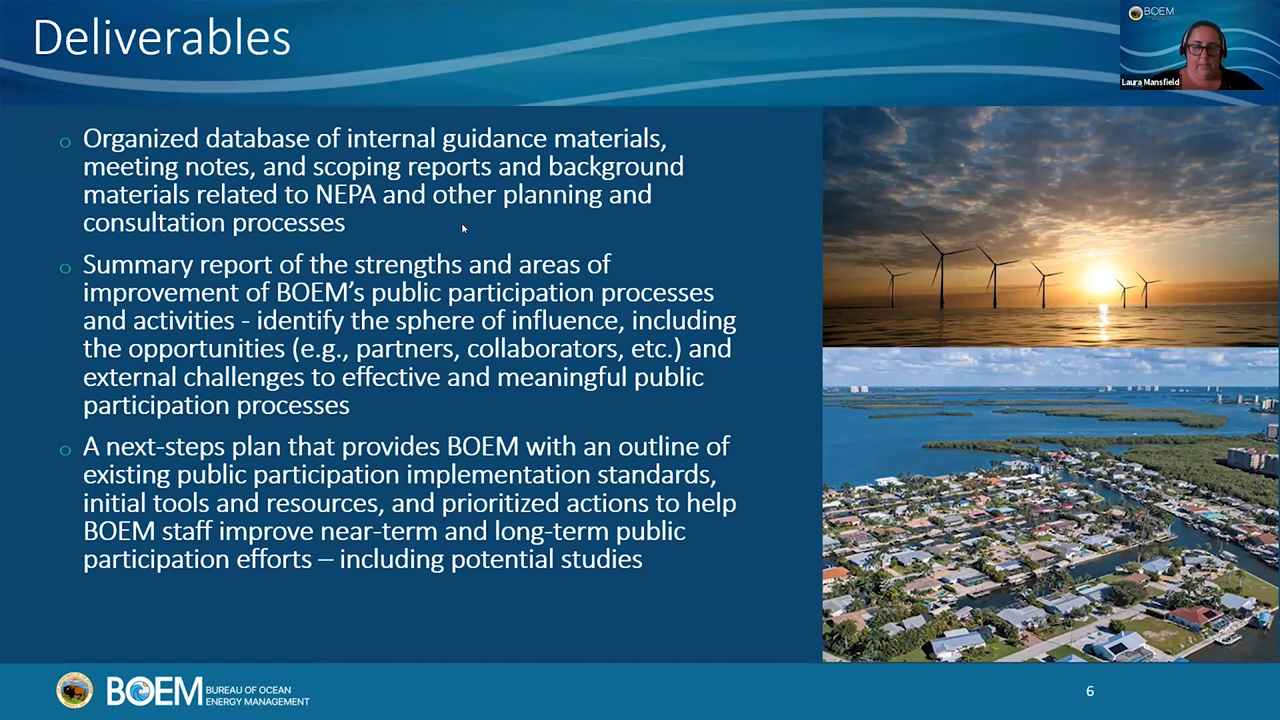 Deliverables
BOEM
Laura Mansfield
o Organized database of internal guidance materials,
meeting notes, and scoping reports and background
materials related to NEPA and other planning and
consultation processes
o Summary report of the strengths and areas of
improvement of BOEM’s public participation processes
and activities - identify the sphere of influence, including
the opportunities (e.g., partners, collaborators, etc.) and
external challenges to effective and meaningful public
participation processes
o A next-steps plan that provides BOEM with an outline of
existing public participation implementation standards,
initial tools and resources, and prioritized actions to help
BOEM staff improve near-term and long-term public
participation efforts – including potential studies
BOEM
BUREAU OF OCEAN
ENERGY MANAGEMENT
6